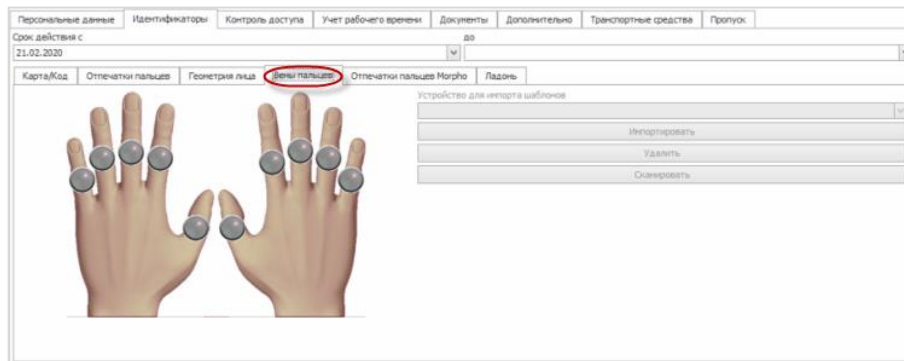 Персональные данные Идентификаторы Контроль доступа Учет рабочего времени Документы Дополнительно Транспортные средства Пропуск
Срок действия с до
21.02.2020
Карта/Код Отпечатки пальцев Геометрия лица Вены пальцев Отпечатки пальцев Morpho Ладонь
Устройство для импорта шаблонов
Импортировать
Удалить
Сканировать